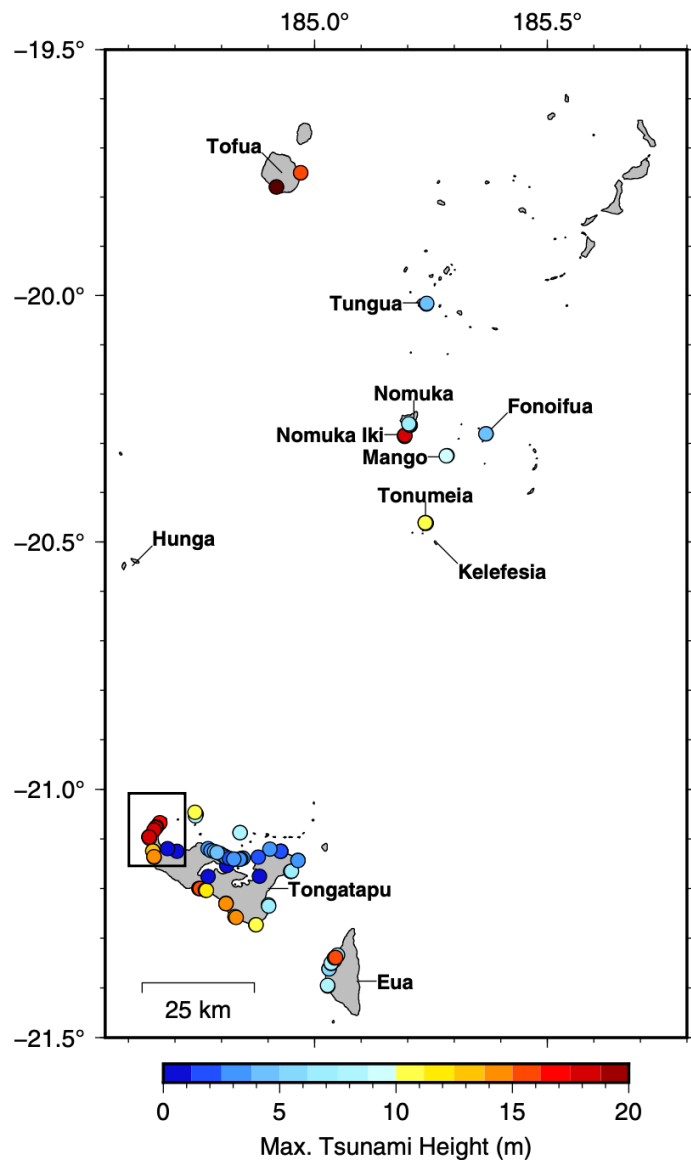 185.0° 185.5°
−19.5°
Tofua
−20.0°
Tungua
Nomuka
Fonoifua
Nomuka Iki
Mango
Tonumeia
−20.5°
Hunga
Kelefesia
−21.0°
Tongatapu
Eua
25 km
−21.5°
0 5 10 15 20
Max. Tsunami Height (m)